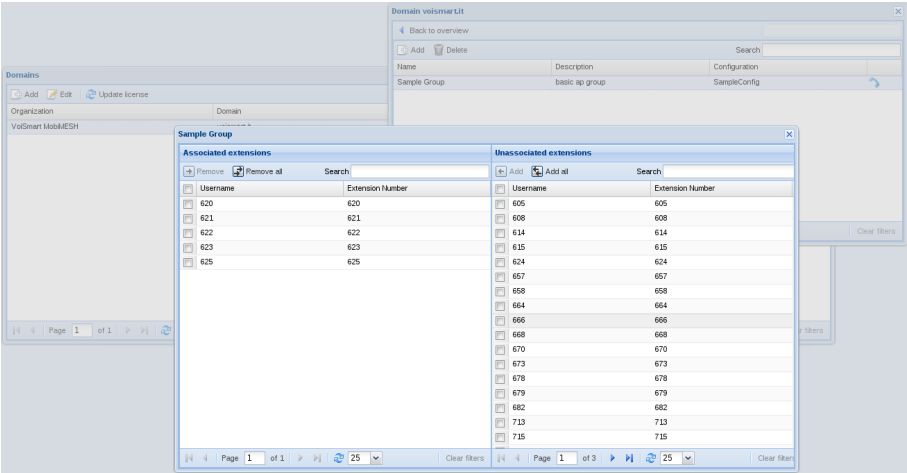 Domain voismart.it
Back to overview
Add Delete Search
Name Description Configuration
Sample Group basic ap group SampleConfig
Clear filters
Domains
Add Edit Update license
Organization Domain
VoiSmart MobiMESH
Page 1 of 1
Sample Group
Associated extensions
Remove Remove all Search
Username Extension Number
620 620
621 621
622 622
623 623
625 625
Page 1 of 1 25 Clear filters
Unassociated extensions
Add Add all Search
Username Extension Number
605 605
608 608
614 614
615 615
624 624
657 657
658 658
664 664
666 666
668 668
670 670
673 673
678 678
679 679
682 682
713 713
715 715
Page 1 of 3 25 Clear filters